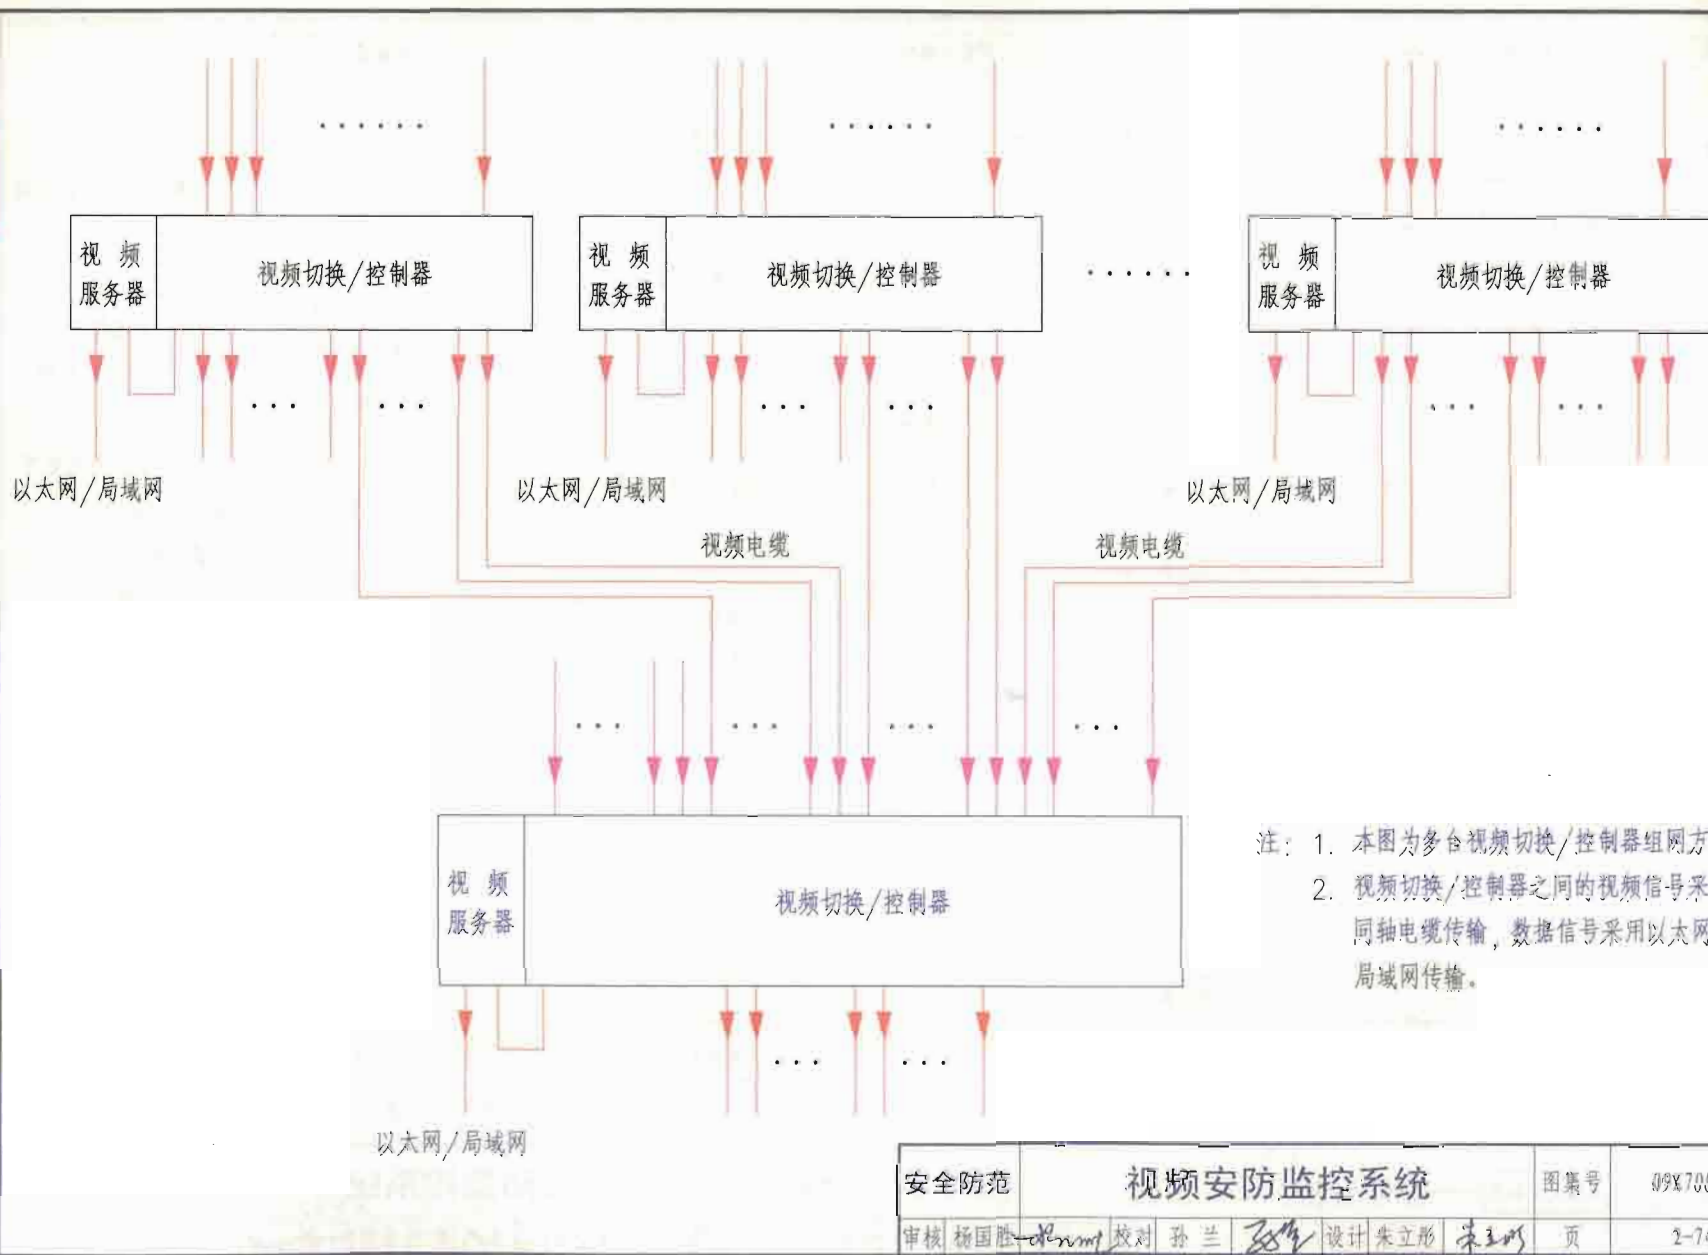 视 频
服务器
视频切换/控制器
视 频
服务器
视频切换/控制器
视 频
服务器
视频切换/控制器
以太网/局域网
以太网/局域网
以太网/局域网
视频电缆
视频电缆
视 频
服务器
视频切换/控制器
以太网/局域网
注: 1. 本图为多台视频切换/控制器组网方
2. 视频切换/控制器之间的视频信号采
同轴电缆传输,数据信号采用以太网
局域网传输。
安全防范 视频安防监控系统 图集号 09X700
审核 杨国胜 校对 孙 兰 设计 朱立彤 朱立彤 页 2-